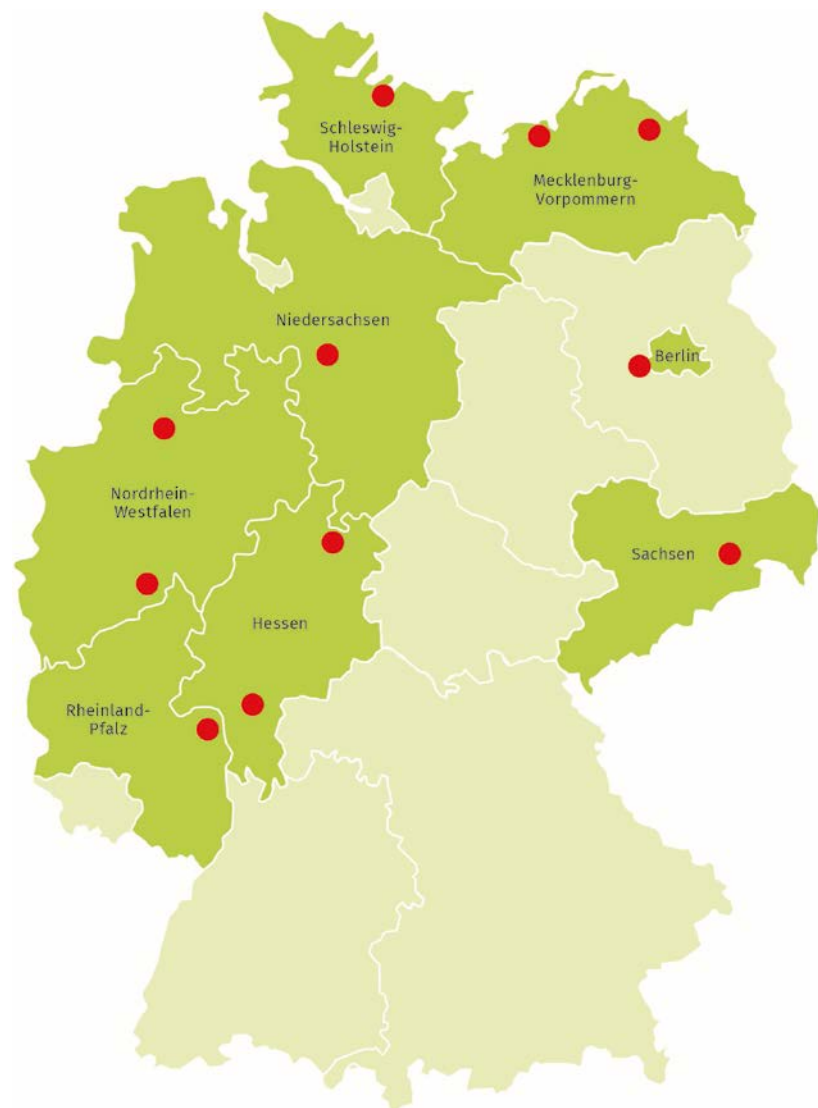 Schleswig-
Holstein
Mecklenburg-
Vorpommern
Niedersachsen
Berlin
Nordrhein-
Westfalen
Sachsen
Hessen
Rheinland-
Pfalz